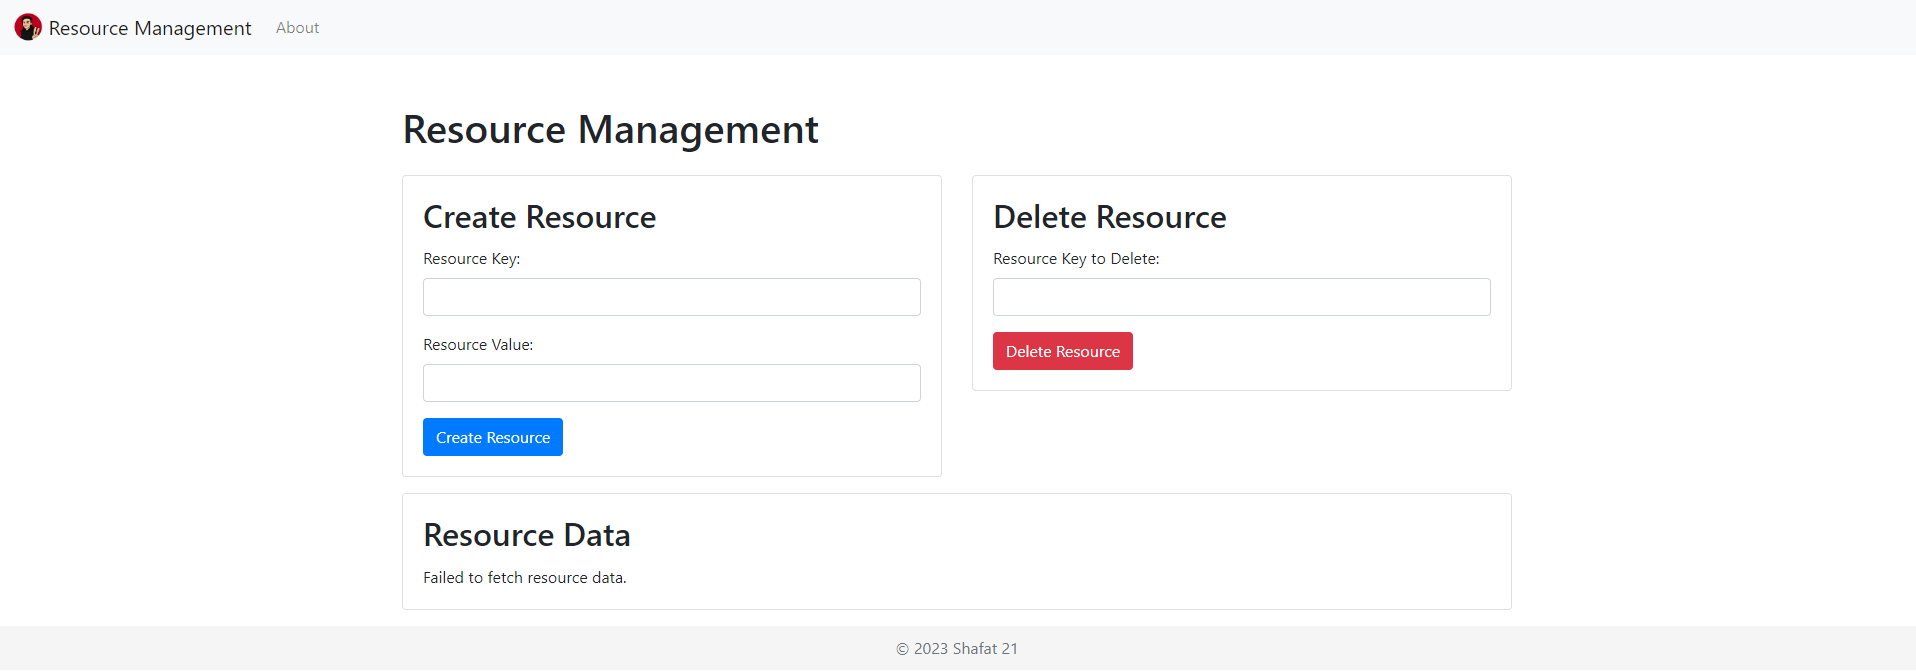 Resource Management About
Resource Management
Create Resource
Resource Key:
Resource Value:
Create Resource
Delete Resource
Resource Key to Delete:
Delete Resource
Resource Data
Failed to fetch resource data.
© 2023 Shafat 21